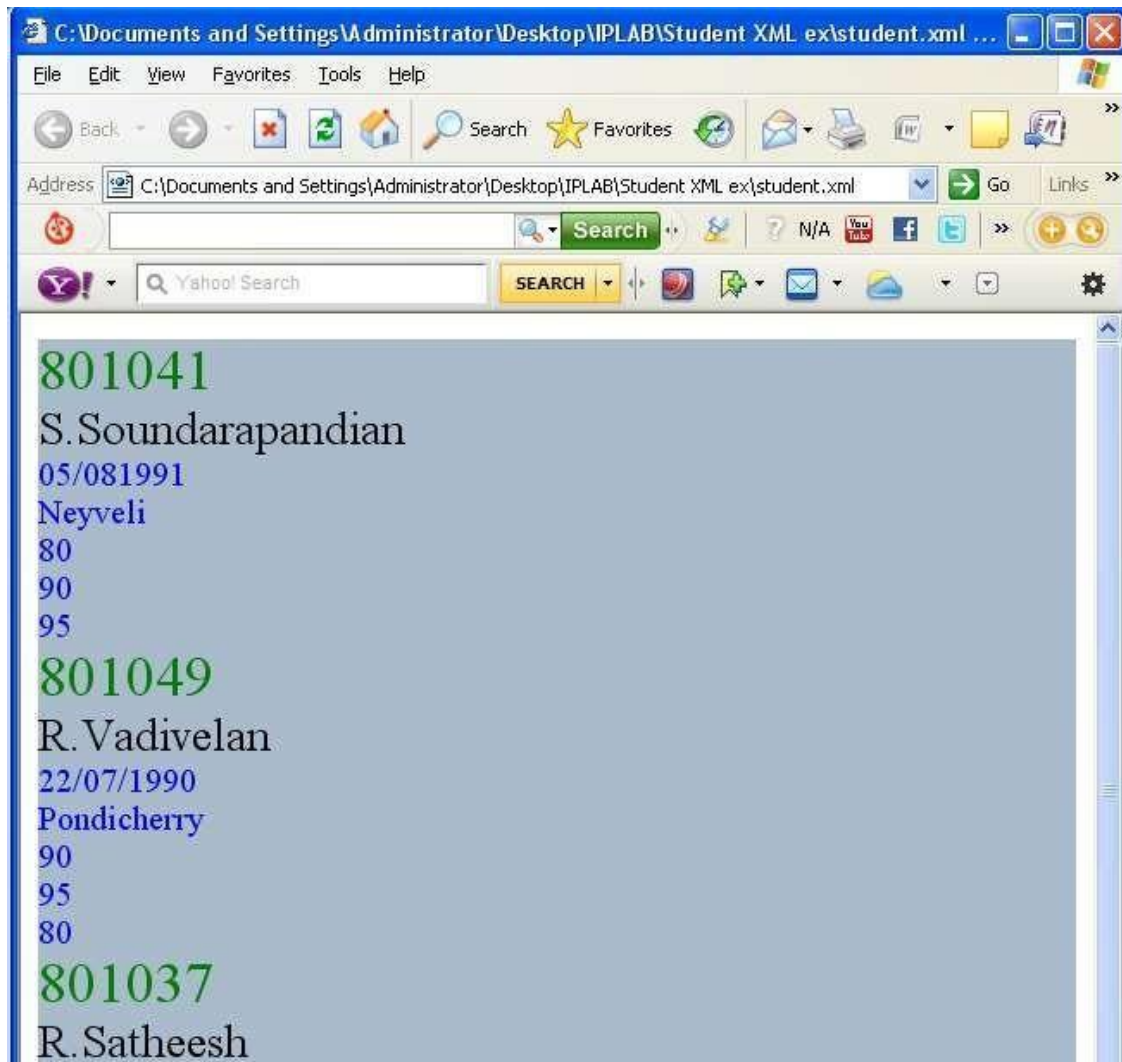 C:\Documents and Settings\Administrator\Desktop\IPLAB\Student XML ex\student.xml ...
File Edit View Favorites Tools Help
Back Search Favorites »
Address C:\Documents and Settings\Administrator\Desktop\IPLAB\Student XML ex\student.xml Go Links »
Search N/A You Tube f t »
Y! Yahoo! Search SEARCH
801041
S.Soundarapandian
05/081991
Neyveli
80
90
95
801049
R.Vadivelan
22/07/1990
Pondicherry
90
95
80
801037
R.Satheesh